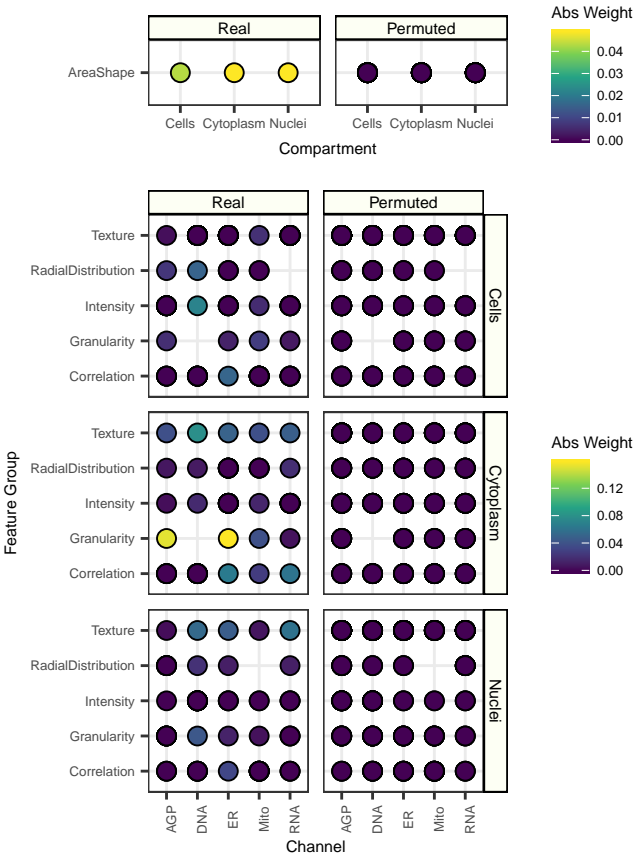 Real Permuted
AreaShape
Cells Cytoplasm Nuclei Cells Cytoplasm Nuclei
Compartment
Abs Weight
0.04
0.03
0.02
0.01
0.00
Real Permuted
Feature Group
Texture
RadialDistribution
Intensity
Granularity
Correlation
Cells
Texture
RadialDistribution
Intensity
Granularity
Correlation
Cytoplasm
Texture
RadialDistribution
Intensity
Granularity
Correlation
Nuclei
AGP DNA ER Mito RNA AGP DNA ER Mito RNA
Channel
Abs Weight
0.12
0.08
0.04
0.00